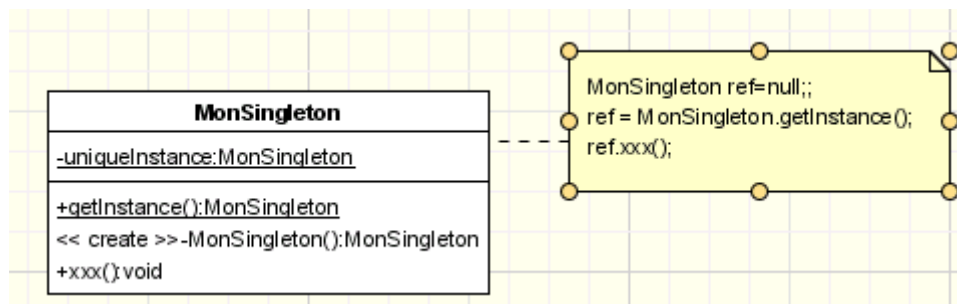 MonSingleton
-uniqueInstance:MonSingleton
+getInstance():MonSingleton
<< create >>-MonSingleton():MonSingleton
+xxx():void
MonSingleton ref=null;;
ref = MonSingleton.getInstance();
ref.xxx();